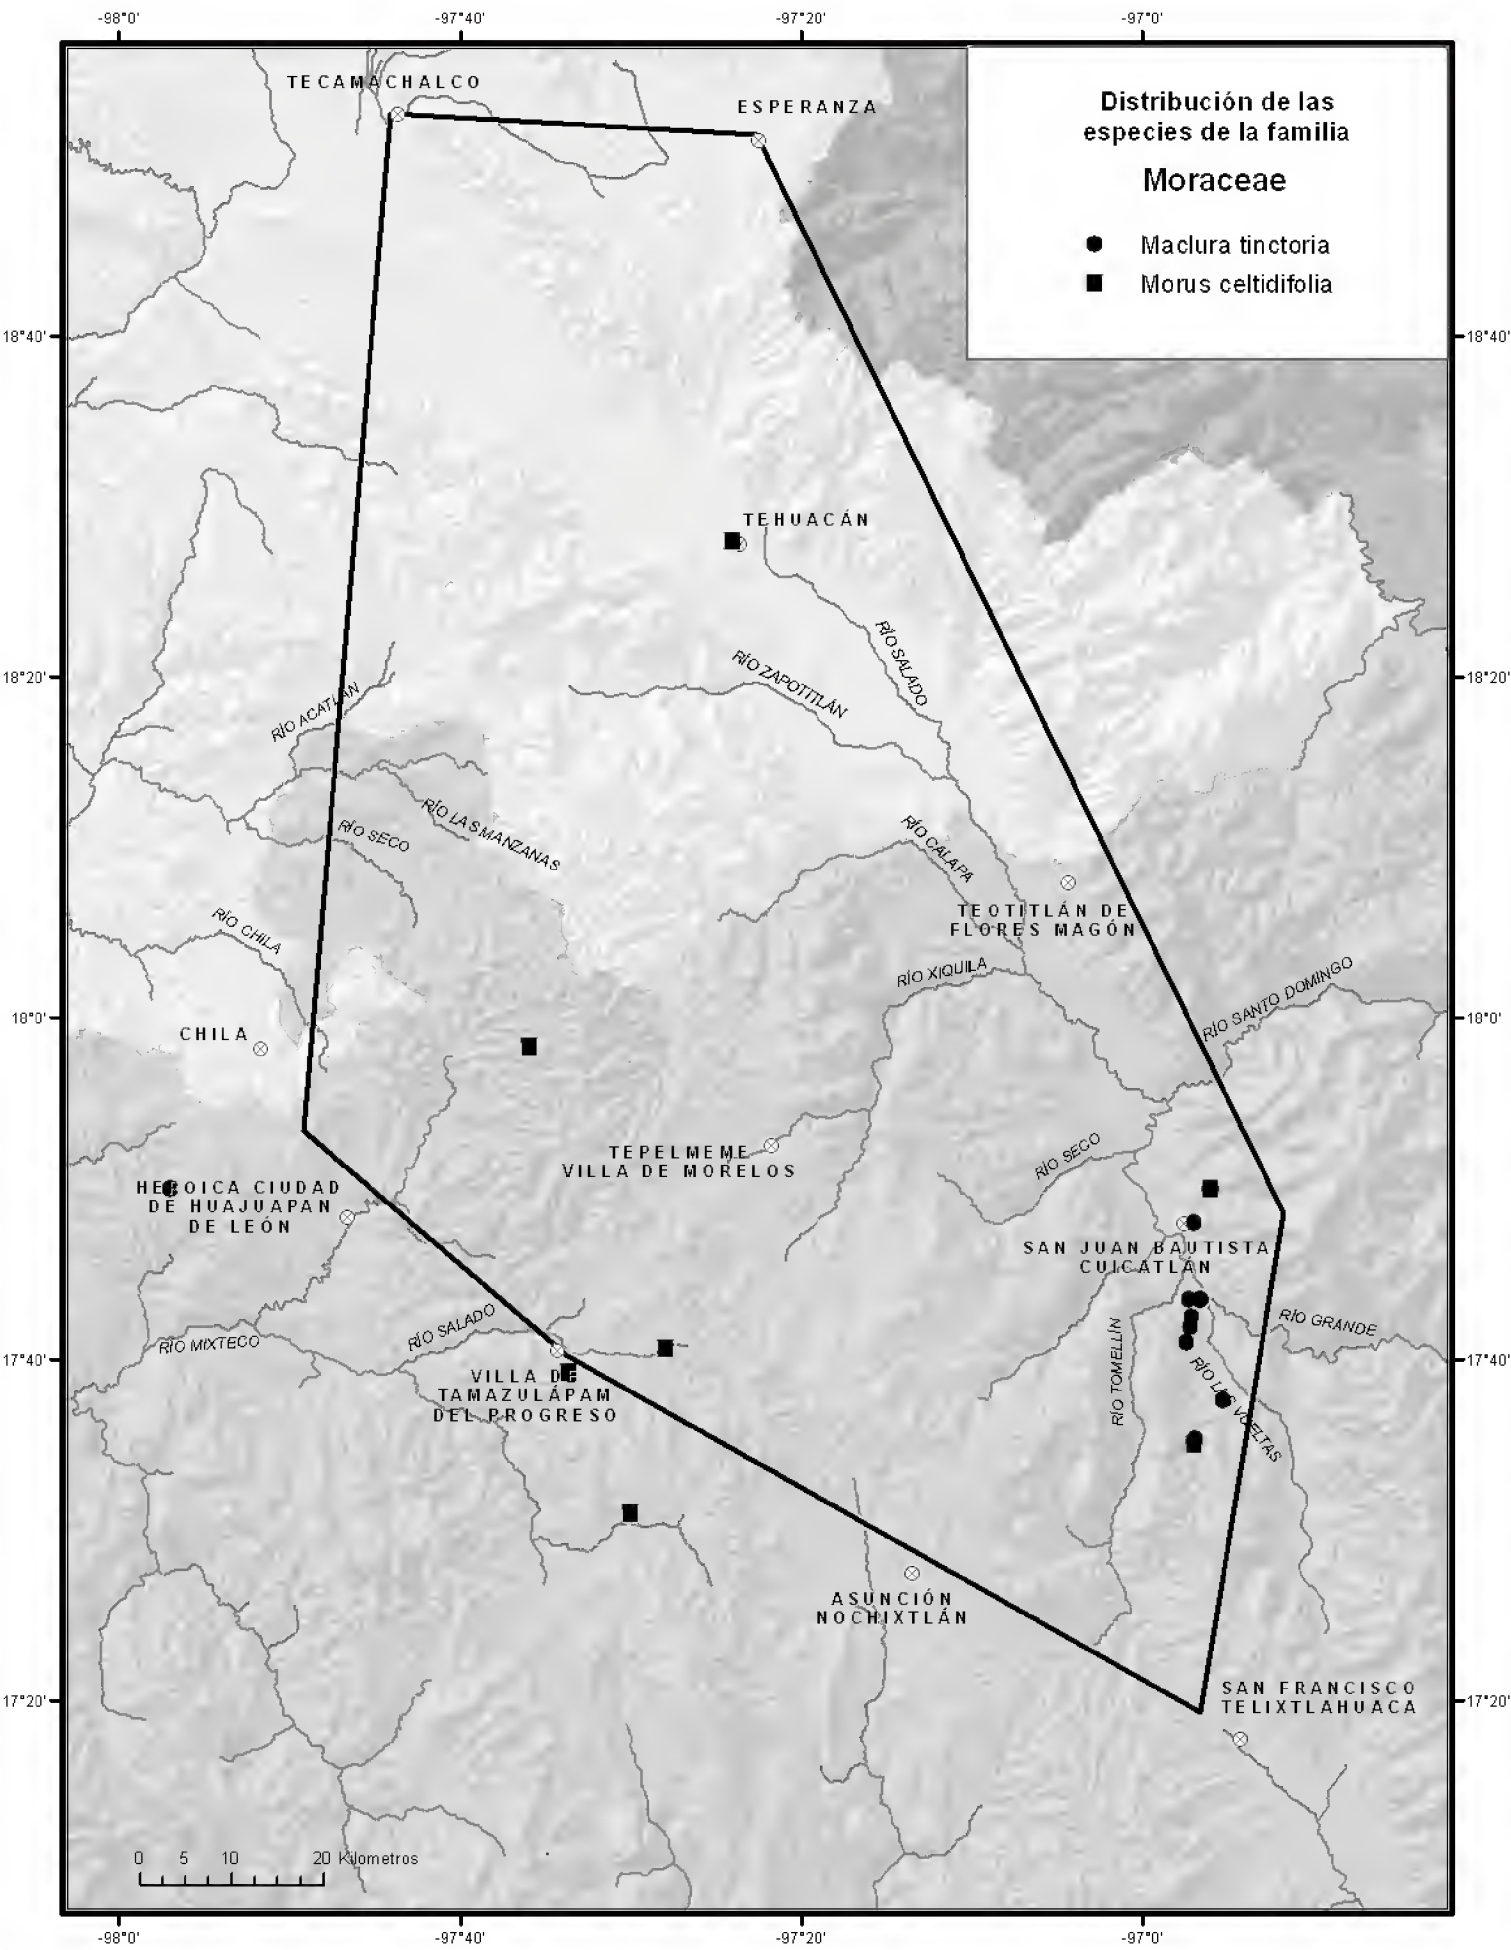 -98°0'
-97°40'
-97°20'
-97°0'
TECAMACHALCO
ESPERANZA
Distribución de las
especies de la familia
Moraceae
Maclura tinctoria
Morus celtidifolia
18°40'
18°40'
TEHUACÁN
RÍO SALADO
RÍO ZAPOTITLÁN
18°20'
18°20'
RÍO ACATLÁN
RÍO LAS MANZANAS
RÍO SECO
RÍO CALAPA
TEOTITLÁN DE
FLORES MAGÓN
RÍO CHILA
RÍO XIQUILA
RÍO SANTO DOMINGO
18°0'
18°0'
CHILA
TEPELMEME
VILLA DE MORELOS
RÍO SECO
HEROICA CIUDAD
DE HUAJUAPAN
DE LEÓN
SAN JUAN BAUTISTA
CUICATLÁN
RÍO SALADO
RÍO MIXTECO
RÍO GRANDE
RÍO TOMELLÍN
RÍO LAS VUELTAS
17°40'
17°40'
VILLA DE
TAMAZULÁPAM
DEL PROGRESO
ASUNCIÓN
NOCHIXTLÁN
SAN FRANCISCO
TELIXTLAHUACA
17°20'
17°20'
0 5 10 20 Kilometros
-98°0'
-97°40'
-97°20'
-97°0'